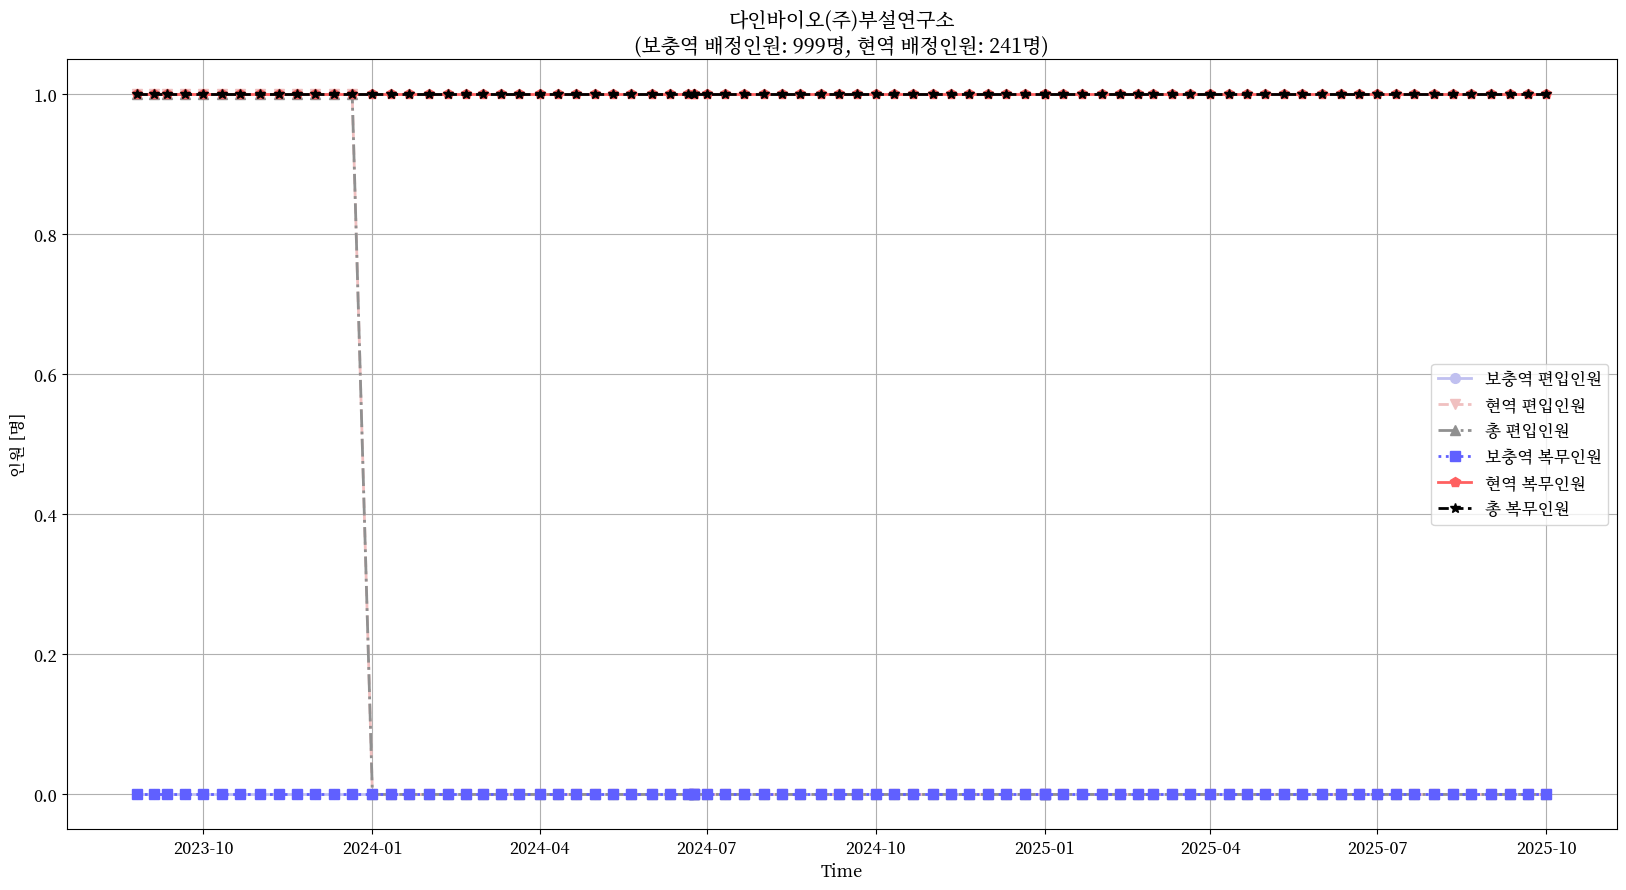 다인바이오(주)부설연구소
(보충역 배정인원: 999명, 현역 배정인원: 241명)
1.0
0.8
0.6
0.4
0.2
0.0
인원 [명]
보충역 편입인원
현역 편입인원
총 편입인원
보충역 복무인원
현역 복무인원
총 복무인원
2023-10
2024-01
2024-04
2024-07
2024-10
2025-01
2025-04
2025-07
2025-10
Time